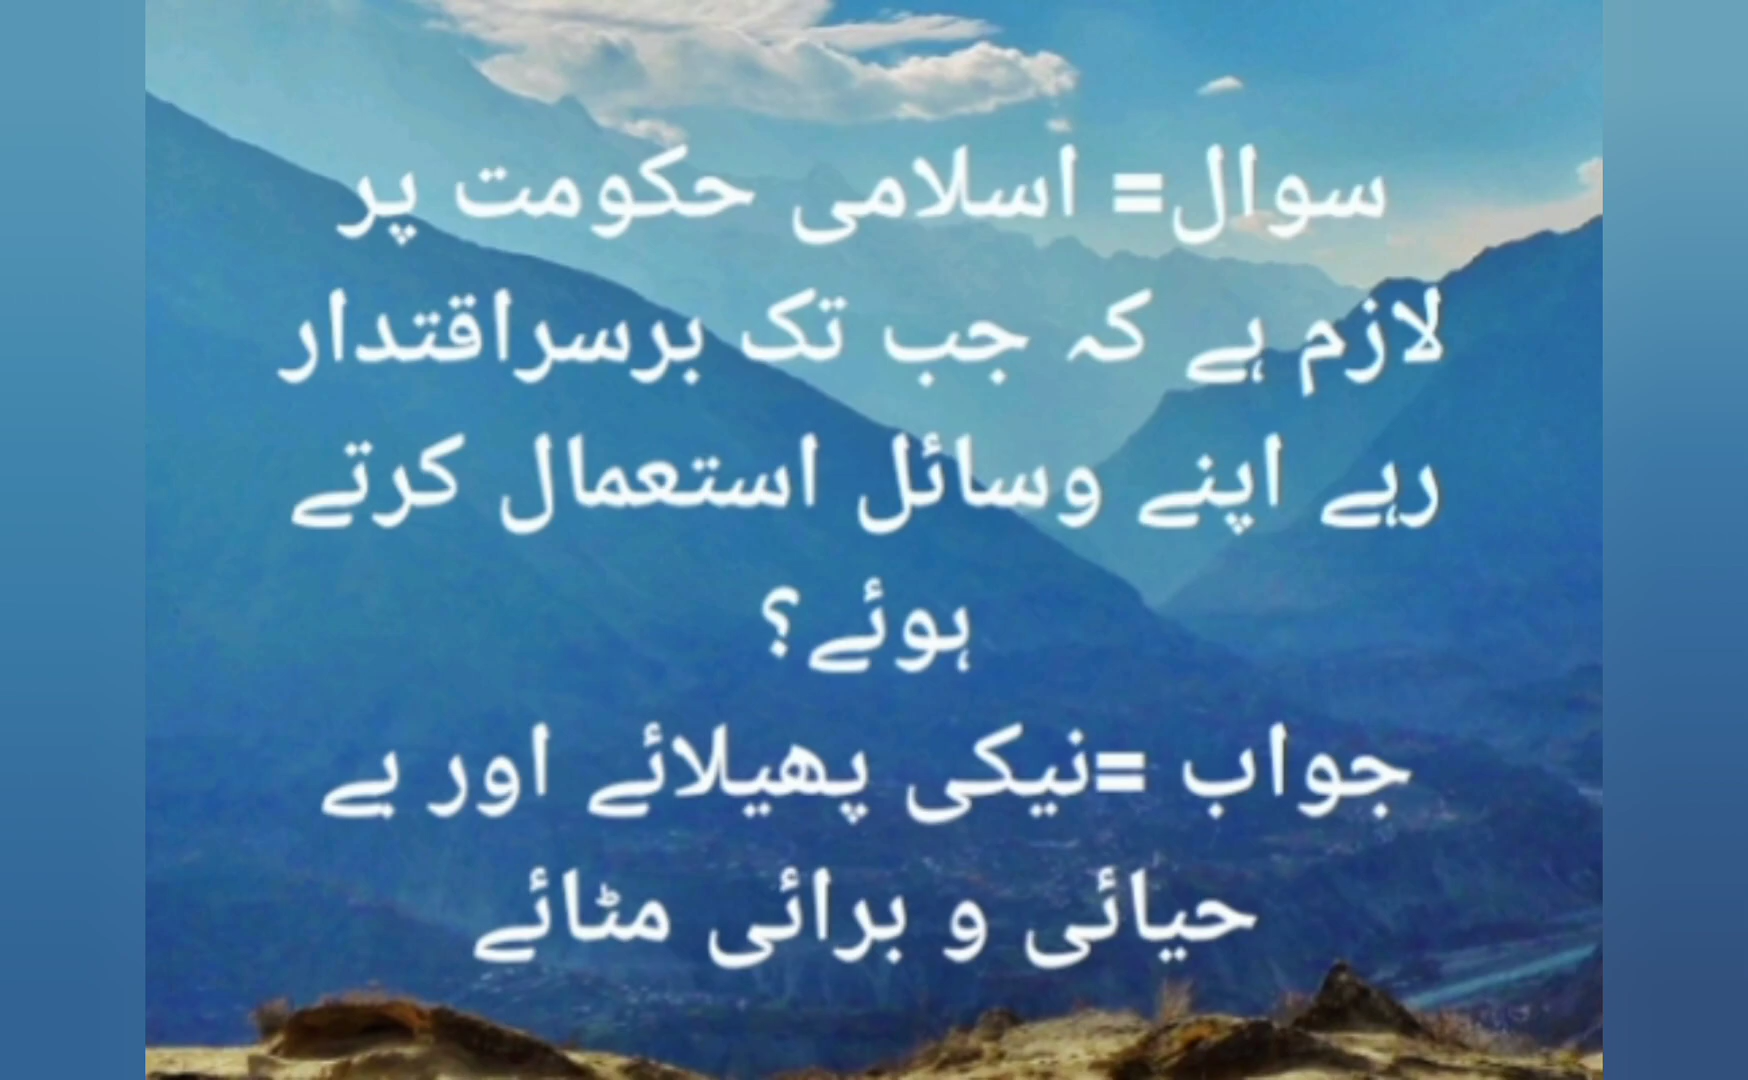 سوال= اسلامی حکومت پر
لازم ہے کہ جب تک برسراقتدار
رہے اپنے وسائل استعمال کرتے
ہوئے؟
جواب =نیکی پھیلائے اور بے
حیائی و برائی مٹائے